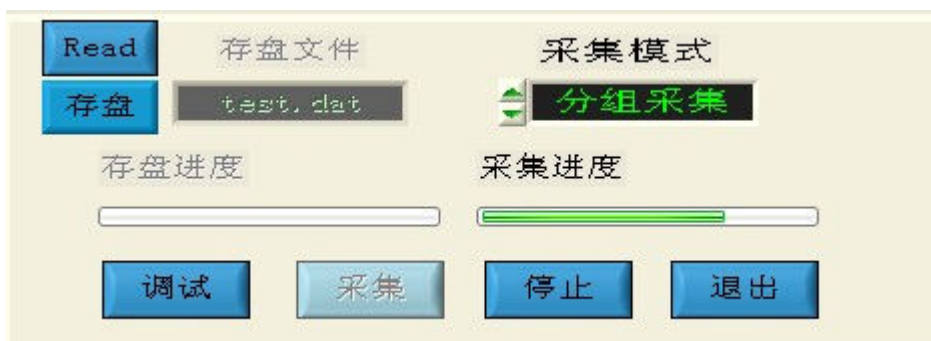 Read 存盘文件 采集模式
存盘 test.dat 分组采集
存盘进度 采集进度
调试 采集 停止 退出